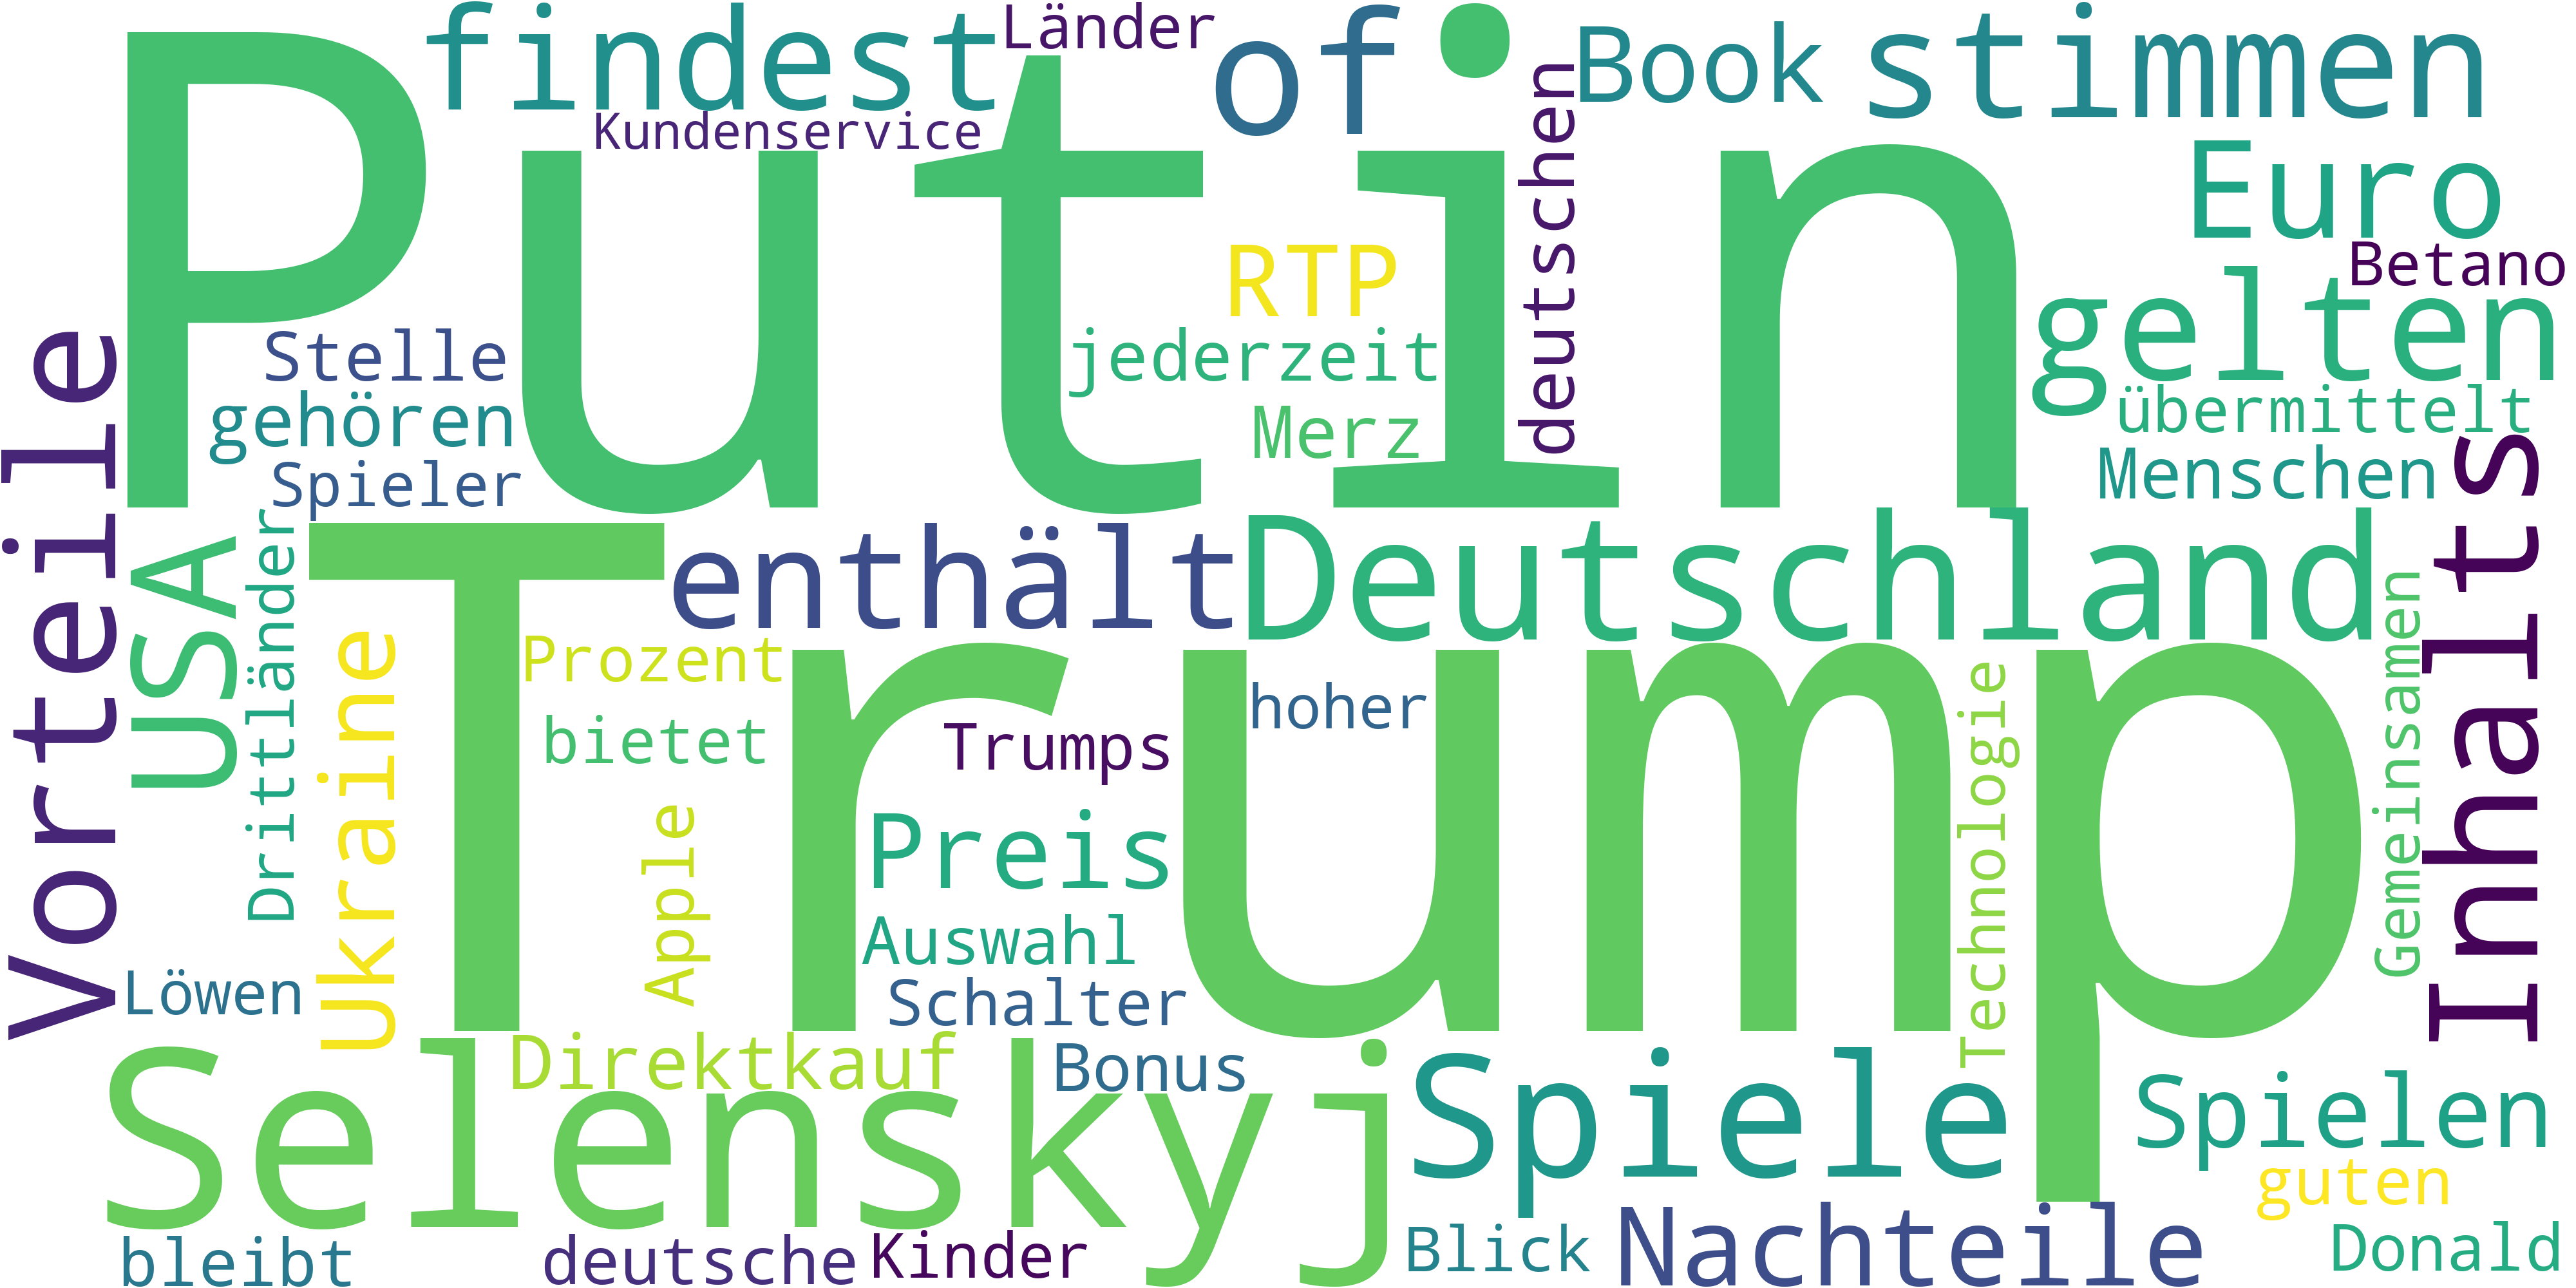 Putin
findest
Länder
of
Book
stimmen
Kundenservice
deutschen
Euro
Betano
RTP
gelten
Vorteile
Stelle
jederzeit
übermittelt
gehören
Merz
Menschen
Inhalts
Spieler
USA
Drittländer
Trump
enthält
Deutschland
Ukraine
Prozent
hoher
Technologie
Gemeinsamen
bietet
Trumps
Apple
Preis
Auswahl
Löwen
Schalter
Selenskyj
Direktkauf
Bonus
Spiele
Spielen
guten
bleibt
deutsche
Kinder
Blick
Nachteile
Donald